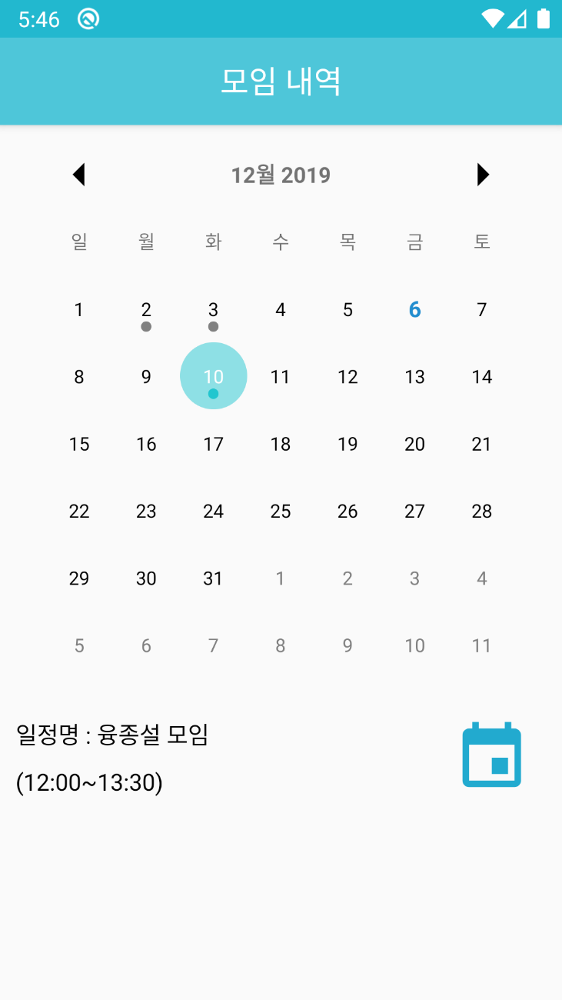 5:46
모임 내역
12월 2019
일 월 화 수 목 금 토
1 2 3 4 5 6 7
8 9 10 11 12 13 14
15 16 17 18 19 20 21
22 23 24 25 26 27 28
29 30 31 1 2 3 4
5 6 7 8 9 10 11
일정명 : 융종설 모임
(12:00~13:30)